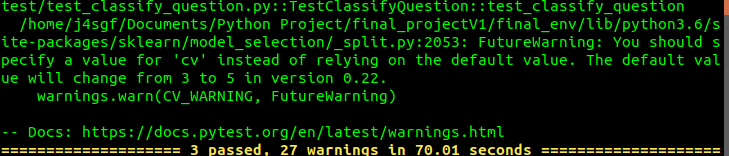 test/test_classify_question.py::TestClassifyQuestion::test_classify_question
  /home/j4sgf/Documents/Python Project/final_projectV1/final_env/lib/python3.6/s
ite-packages/sklearn/model_selection/_split.py:2053: FutureWarning: You should s
pecify a value for 'cv' instead of relying on the default value. The default val
ue will change from 3 to 5 in version 0.22.
    warnings.warn(CV_WARNING, FutureWarning)

-- Docs: https://docs.pytest.org/en/latest/warnings.html
==================== 3 passed, 27 warnings in 70.01 seconds ====================